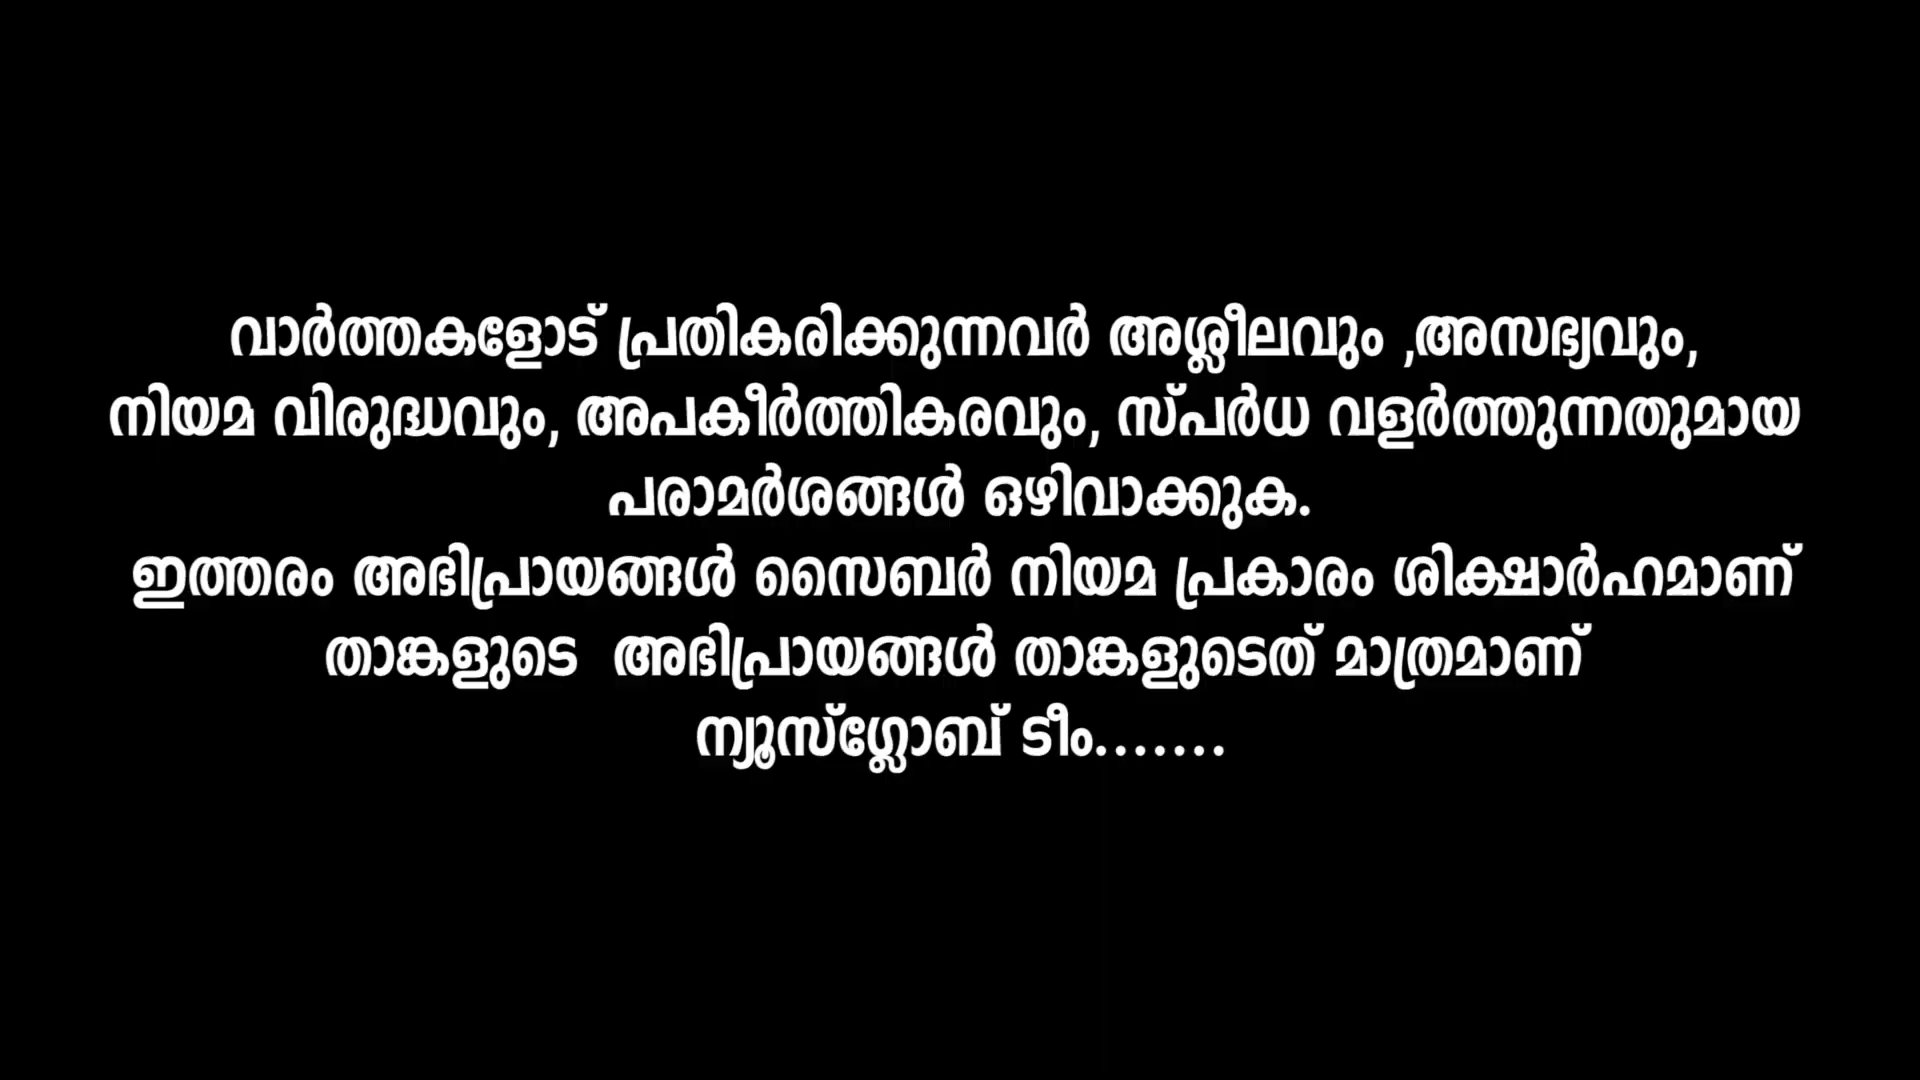 വാർത്തകളോട് പ്രതികരിക്കുന്നവർ അശ്ലീലവും ,അസഭ്യവും,
നിയമ വിരുദ്ധവും, അപകീർത്തികരവും, സ്പർധ വളർത്തുന്നതുമായ
പരാമർശങ്ങൾ ഒഴിവാക്കുക.
ഇത്തരം അഭിപ്രായങ്ങൾ സൈബർ നിയമ പ്രകാരം ശിക്ഷാർഹമാണ്
താങ്കളുടെ  അഭിപ്രായങ്ങൾ താങ്കളുടെത് മാത്രമാണ്
ന്യൂസ്ഗ്ലോബ് ടീം.......